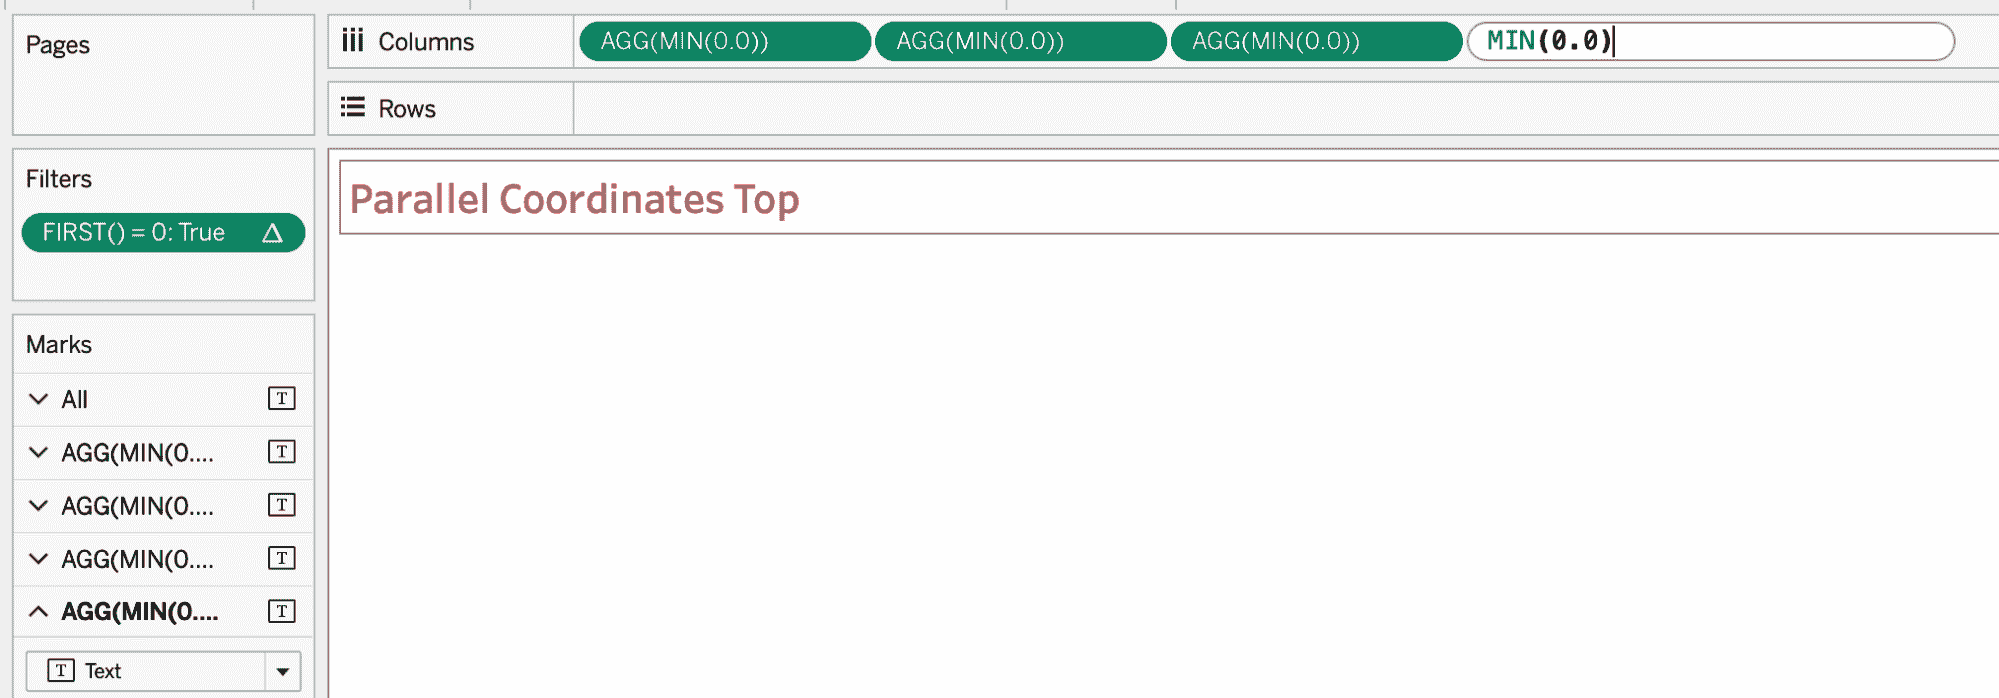 Pages
Columns AGG(MIN(0.0)) AGG(MIN(0.0)) AGG(MIN(0.0)) MIN(0.0)
Rows
Filters
FIRST() = 0: True Δ
Parallel Coordinates Top
Marks
All T
AGG(MIN(0.... T
AGG(MIN(0.... T
AGG(MIN(0.... T
AGG(MIN(0.... T
T Text